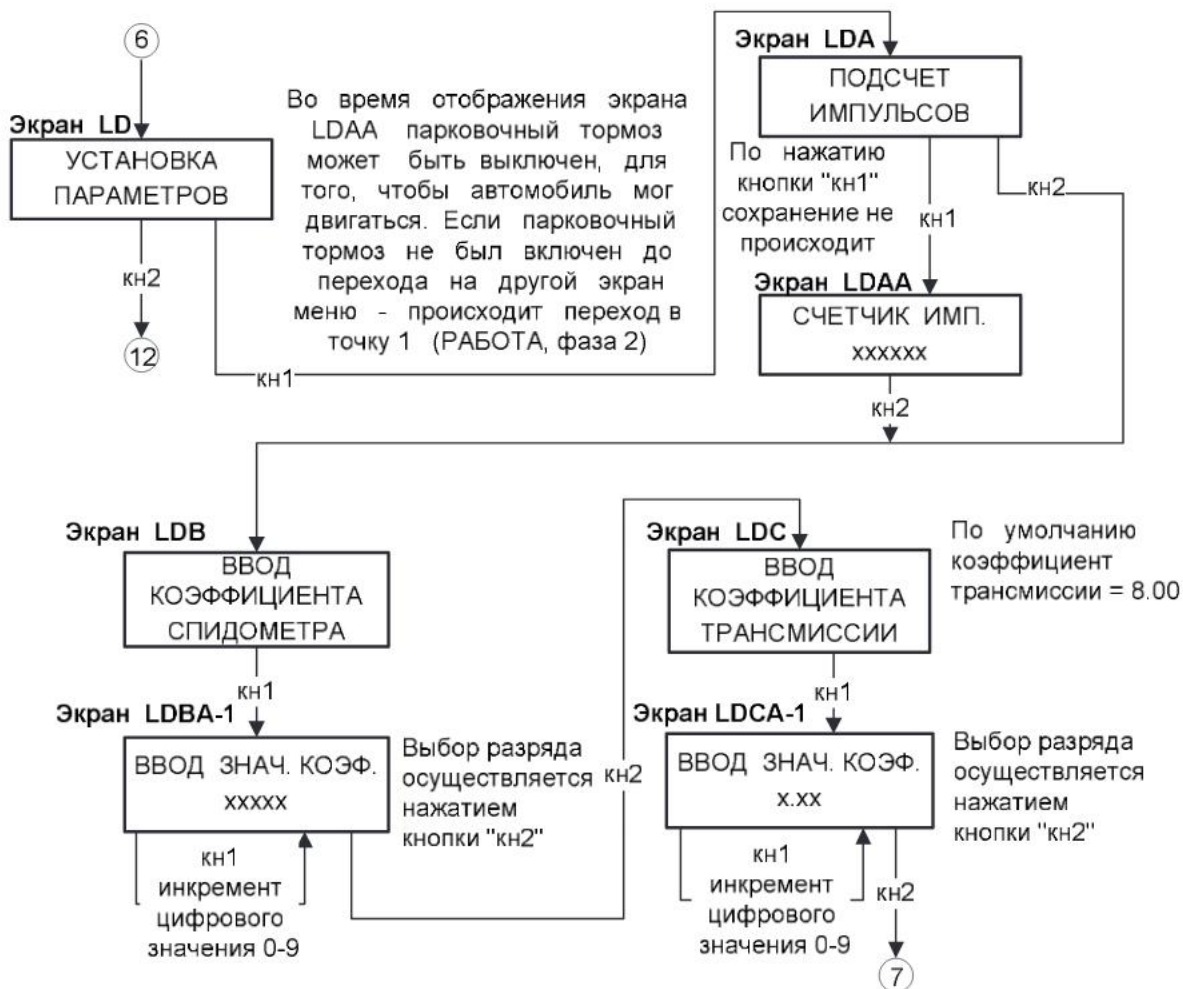 6
Экран LD
УСТАНОВКА
ПАРАМЕТРОВ
кн2
12
кн1
Во время отображения экрана
LDAA парковочный тормоз
может быть выключен, для
того, чтобы автомобиль мог
двигаться. Если парковочный
тормоз не был включен до
перехода на другой экран
меню - происходит переход в
точку 1 (РАБОТА, фаза 2)
Экран LDA
ПОДСЧЕТ
ИМПУЛЬСОВ
По нажатию
кнопки "кн1"
сохранение не
происходит
кн1
кн2
Экран LDAA
СЧЕТЧИК ИМП.
xxxxxx
кн2
Экран LDB
ВВОД
КОЭФФИЦИЕНТА
СПИДОМЕТРА
кн1
Экран LDBA-1
ВВОД ЗНАЧ. КОЭФ.
xxxxx
Выбор разряда
осуществляется
нажатием
кнопки "кн2"
кн1
инкремент
цифрового
значения 0-9
кн2
Экран LDC
ВВОД
КОЭФФИЦИЕНТА
ТРАНСМИССИИ
По умолчанию
коэффициент
трансмиссии = 8.00
кн1
Экран LDCA-1
ВВОД ЗНАЧ. КОЭФ.
x.xx
Выбор разряда
осуществляется
нажатием
кнопки "кн2"
кн1
инкремент
цифрового
значения 0-9
кн2
7